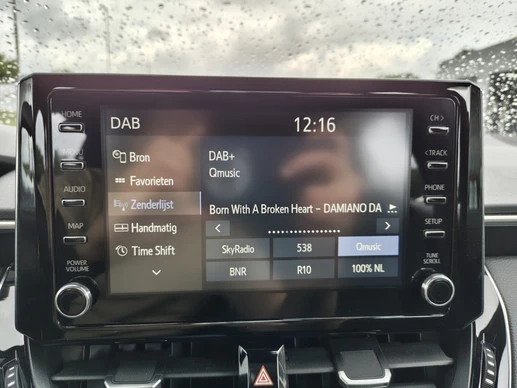 HOME
AUDIO
MAP
POWER
VOLUME
DAB
12:16
Bron
Favorieten
Zenderlijst
Handmatig
Time Shift
DAB+
Qmusic
Born With A Broken Heart – DAMIANO DA
SkyRadio
538
Qmusic
BNR
R10
100% NL
CH >
< TRACK
PHONE
SETUP
TUNE
SCROLL